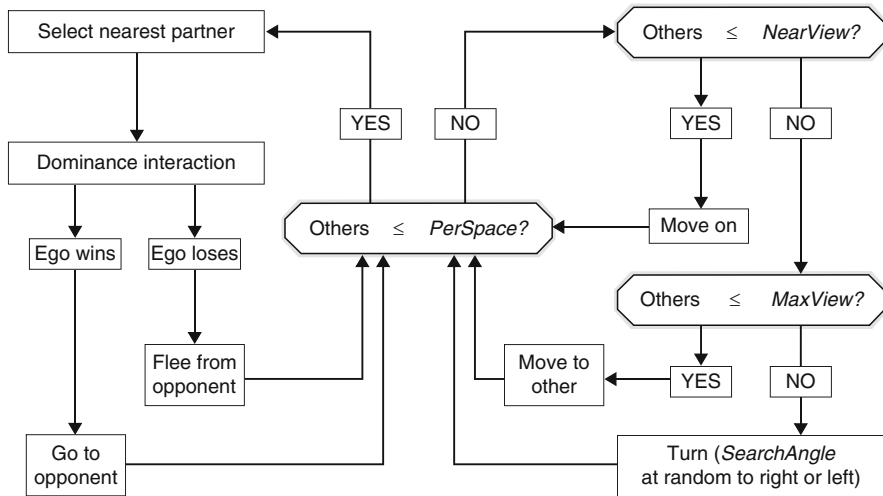 Select nearest partner
Others ≤ NearView?
YES
NO
YES
NO
Dominance interaction
Others ≤ PerSpace?
Move on
Ego wins
Ego loses
Others ≤ MaxView?
Flee from
opponent
Move to
other
YES
NO
Go to
opponent
Turn (SearchAngle
at random to right or left)